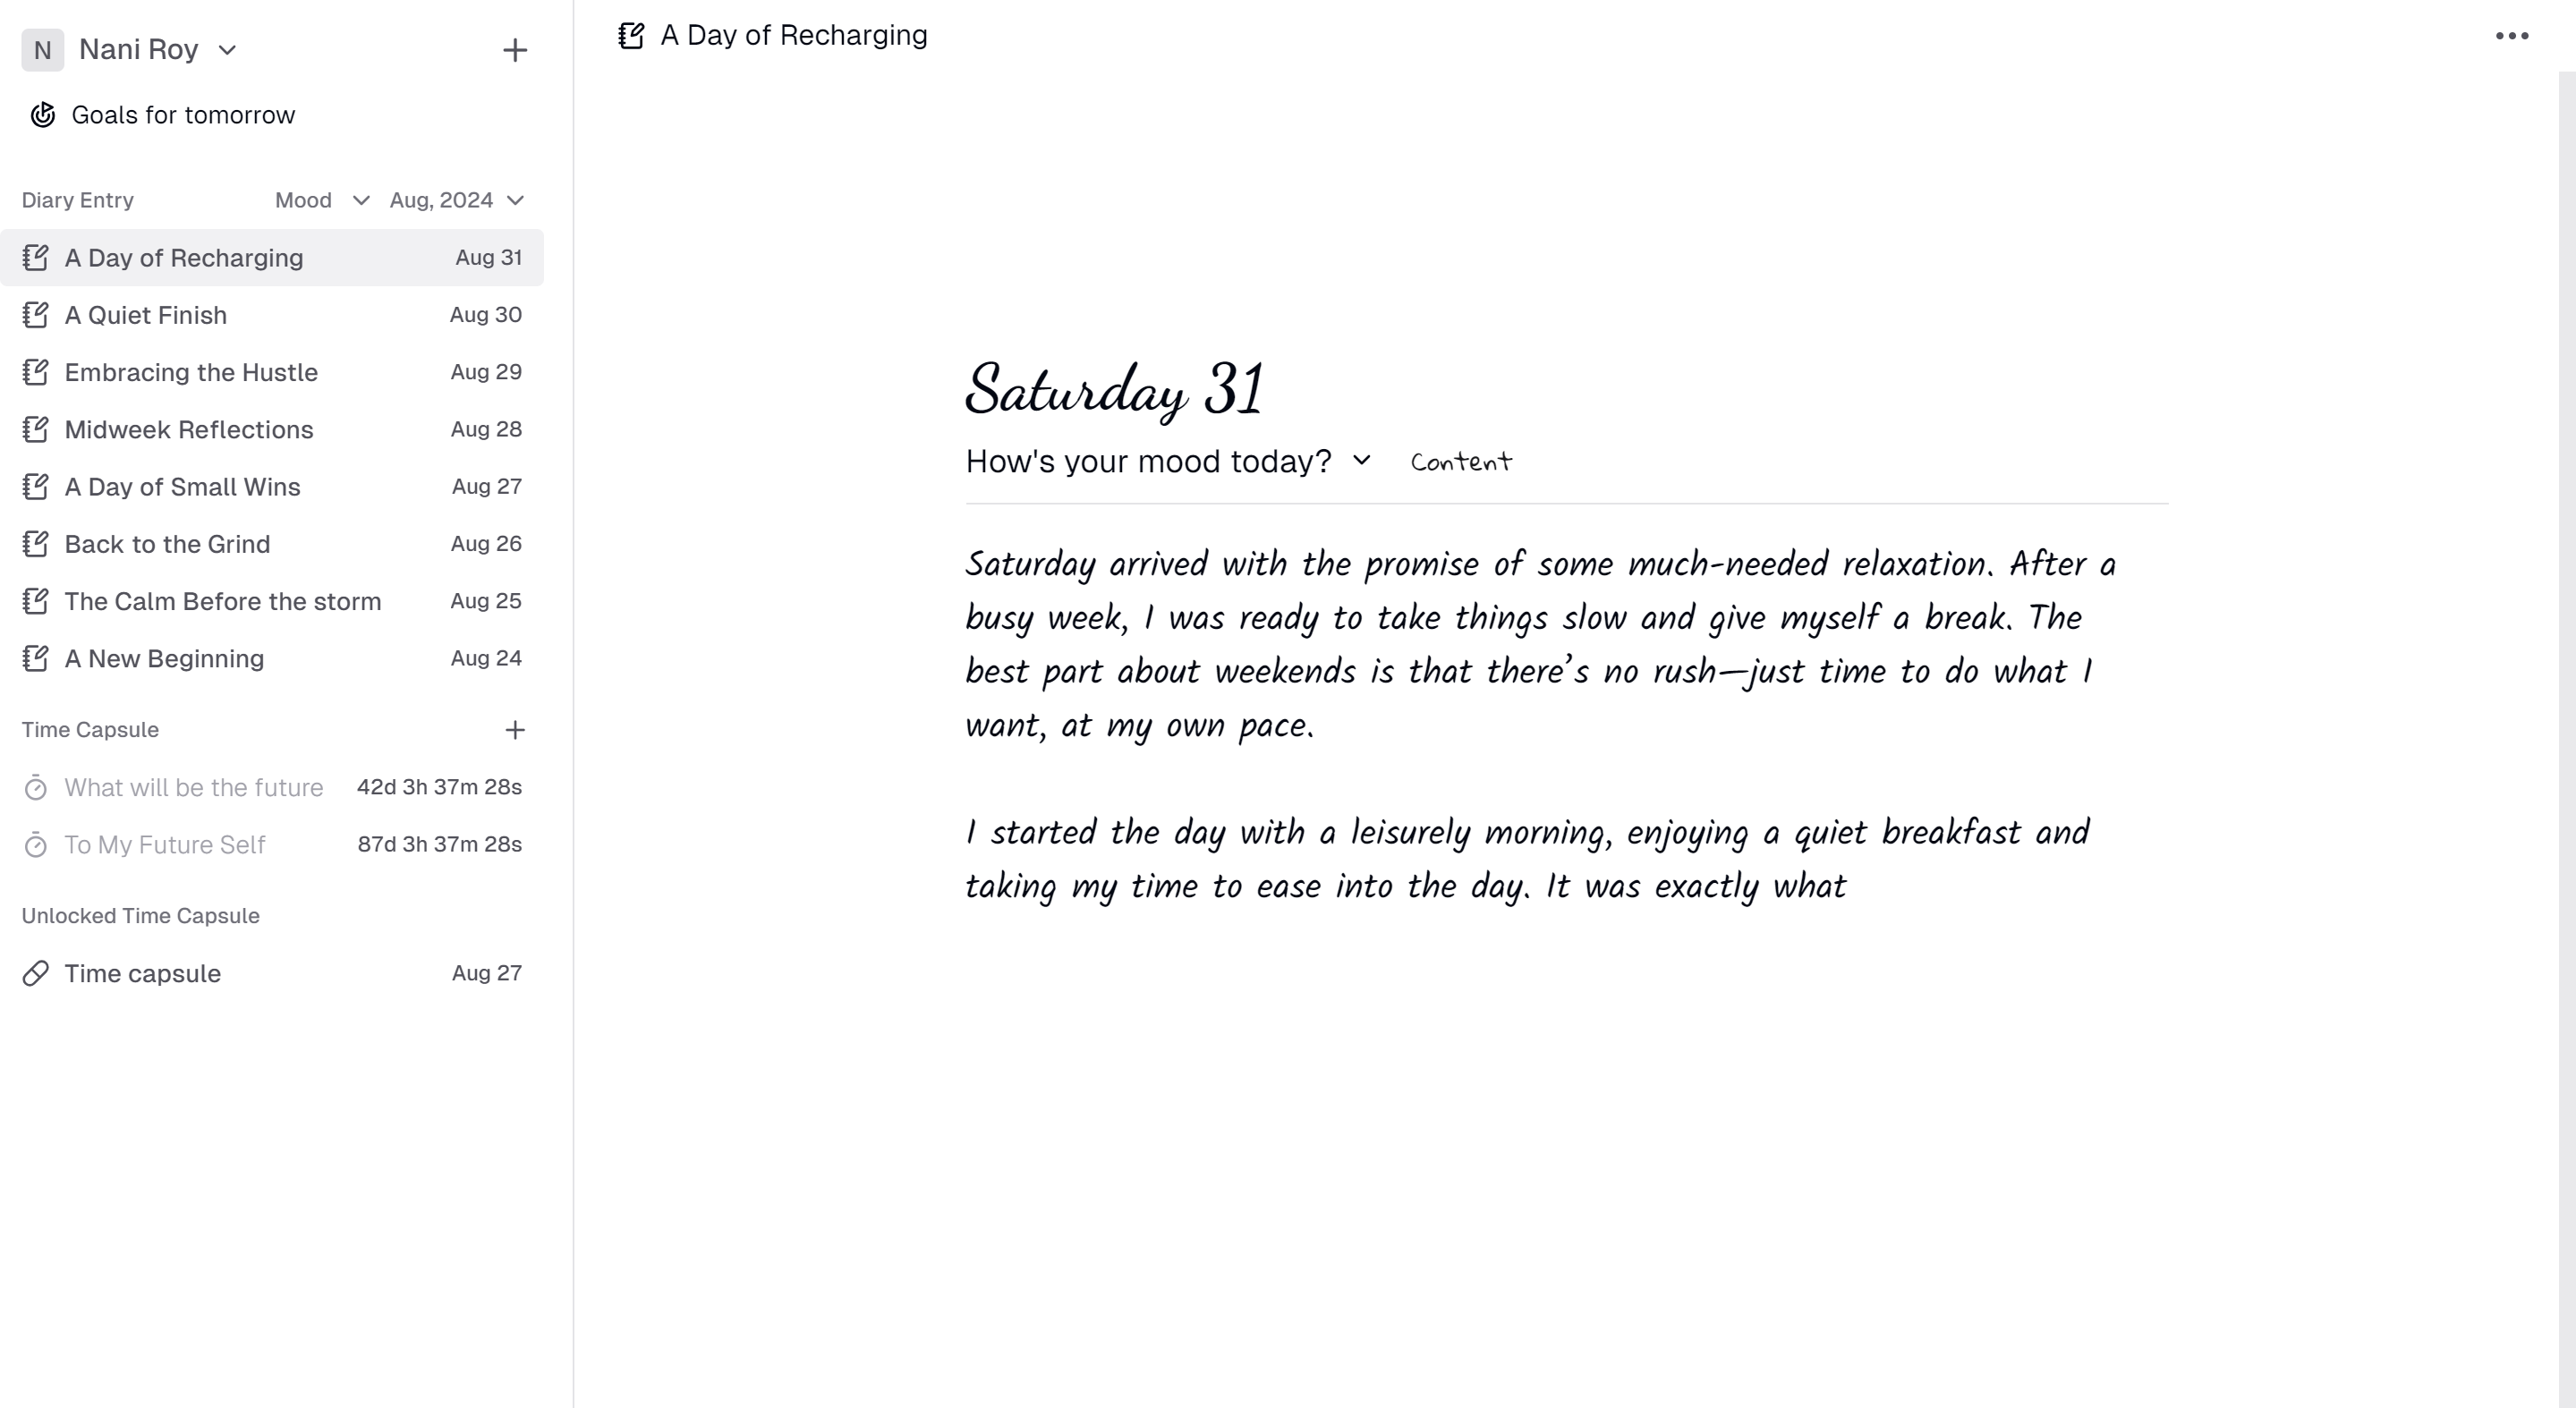 N Nani Roy
Goals for tomorrow
Diary Entry Mood Aug, 2024
A Day of Recharging Aug 31
A Quiet Finish Aug 30
Embracing the Hustle Aug 29
Midweek Reflections Aug 28
A Day of Small Wins Aug 27
Back to the Grind Aug 26
The Calm Before the storm Aug 25
A New Beginning Aug 24
Time Capsule
What will be the future 42d 3h 37m 28s
To My Future Self 87d 3h 37m 28s
Unlocked Time Capsule
Time capsule Aug 27
A Day of Recharging
Saturday 31
How's your mood today? Content
Saturday arrived with the promise of some much-needed relaxation. After a
busy week, I was ready to take things slow and give myself a break. The
best part about weekends is that there’s no rush—just time to do what I
want, at my own pace.
I started the day with a leisurely morning, enjoying a quiet breakfast and
taking my time to ease into the day. It was exactly what